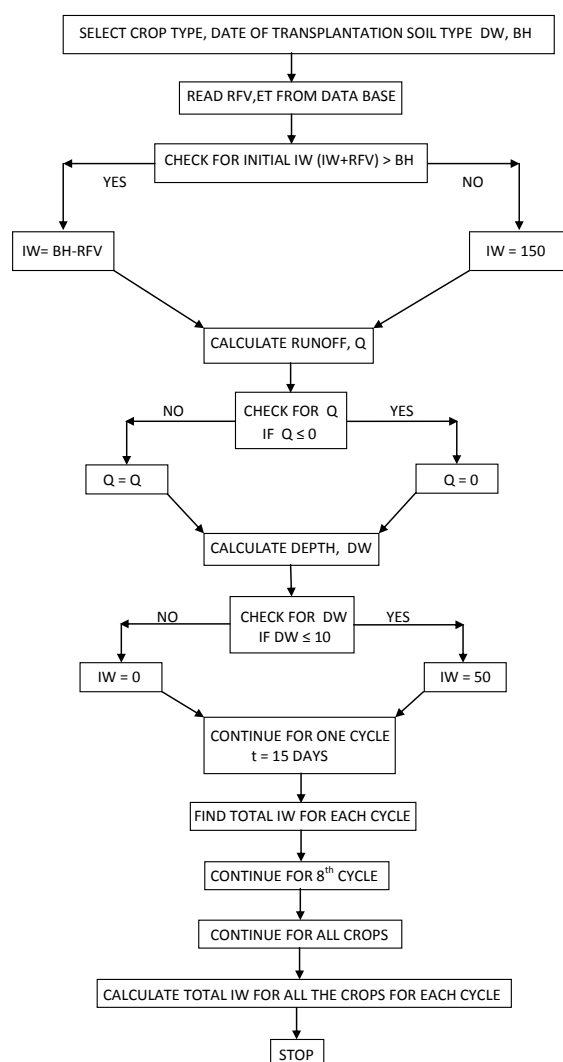 SELECT CROP TYPE, DATE OF TRANSPLANTATION SOIL TYPE DW, BH
READ RFV,ET FROM DATA BASE
CHECK FOR INITIAL IW (IW+RFV) > BH
YES
NO
IW= BH-RFV
IW = 150
CALCULATE RUNOFF, Q
NO
CHECK FOR Q
YES
IF Q ≤ 0
Q = Q
Q = 0
CALCULATE DEPTH, DW
NO
CHECK FOR DW
YES
IF DW ≤ 10
IW = 0
IW = 50
CONTINUE FOR ONE CYCLE
t = 15 DAYS
FIND TOTAL IW FOR EACH CYCLE
CONTINUE FOR 8th CYCLE
CONTINUE FOR ALL CROPS
CALCULATE TOTAL IW FOR ALL THE CROPS FOR EACH CYCLE
STOP